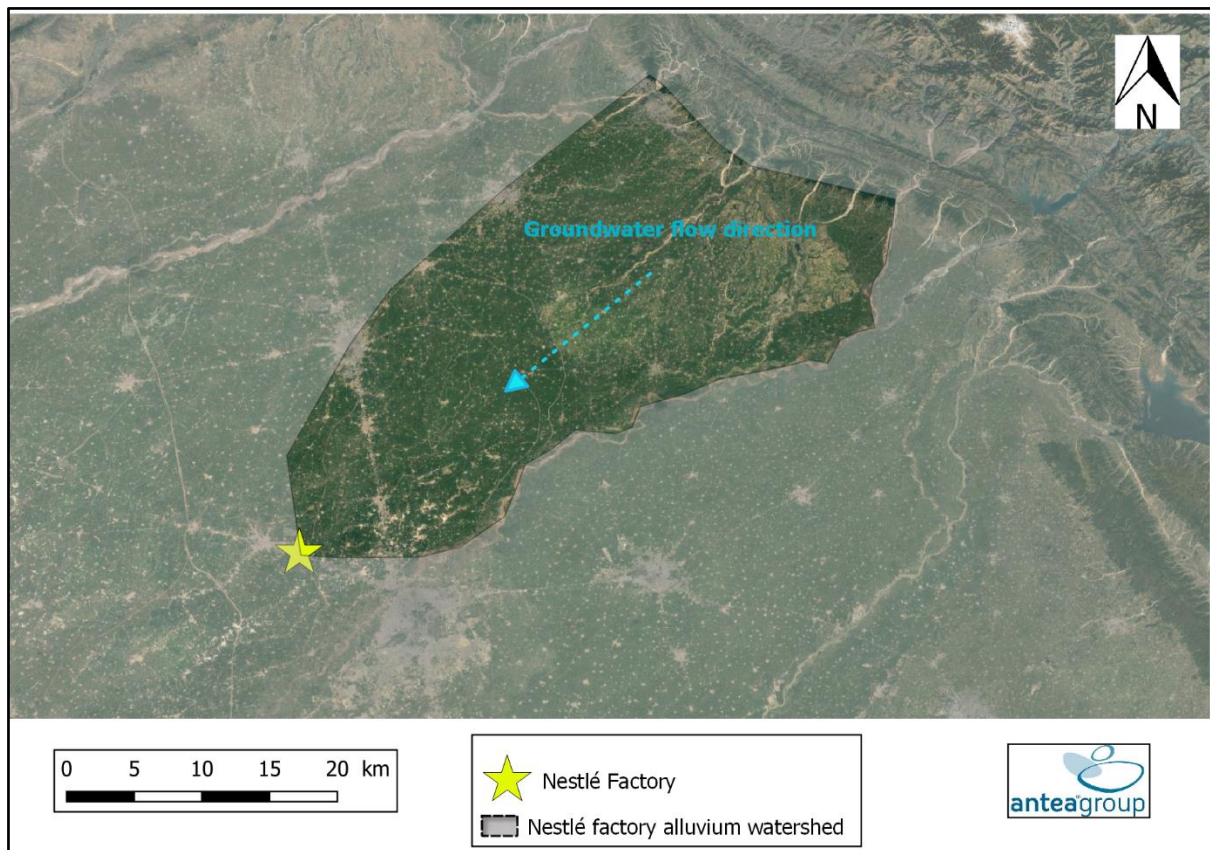 N
Groundwater flow direction
0 5 10 15 20 km
Nestlé Factory
Nestlé factory alluvium watershed
anteagroup